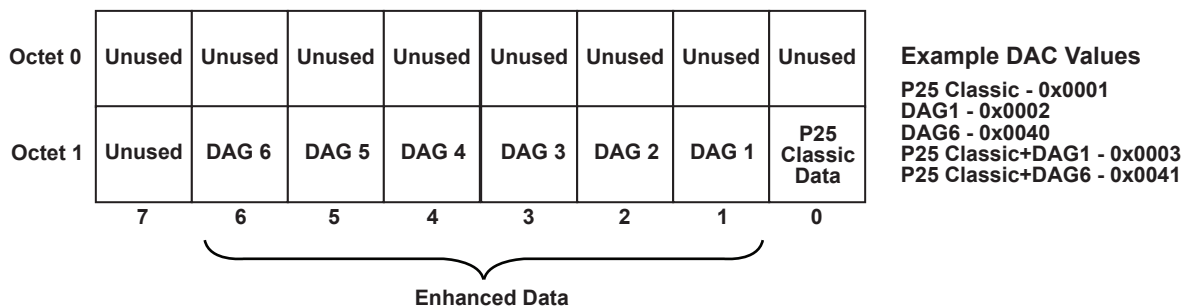 Octet 0 Unused Unused Unused Unused Unused Unused Unused Unused
Octet 1 Unused DAG 6 DAG 5 DAG 4 DAG 3 DAG 2 DAG 1 P25 Classic Data
7 6 5 4 3 2 1 0
Enhanced Data
Example DAC Values
P25 Classic - 0x0001
DAG1 - 0x0002
DAG6 - 0x0040
P25 Classic+DAG1 - 0x0003
P25 Classic+DAG6 - 0x0041